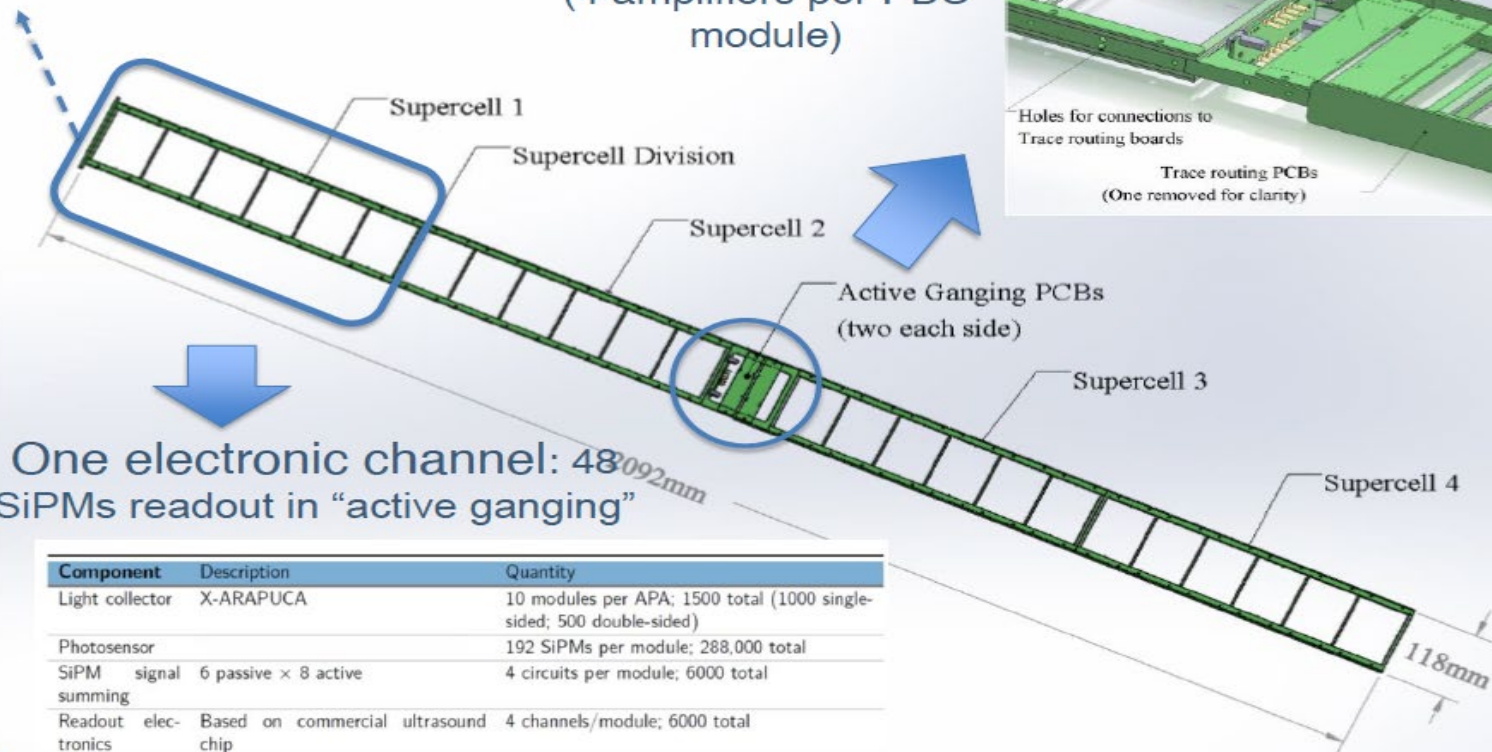 module)
Holes for connections to
Trace routing boards
Trace routing PCBs
(One removed for clarity)
Supercell 1
Supercell Division
Supercell 2
Active Ganging PCBs
(two each side)
Supercell 3
Supercell 4
2092mm
118mm
One electronic channel: 48
SiPMs readout in “active ganging”
Component Description Quantity
Light collector X-ARAPUCA 10 modules per APA; 1500 total (1000 single-
sided; 500 double-sided)
Photosensor 192 SiPMs per module; 288,000 total
SiPM signal 6 passive × 8 active 4 circuits per module; 6000 total
summing
Readout elec- Based on commercial ultrasound 4 channels/module; 6000 total
tronics chip